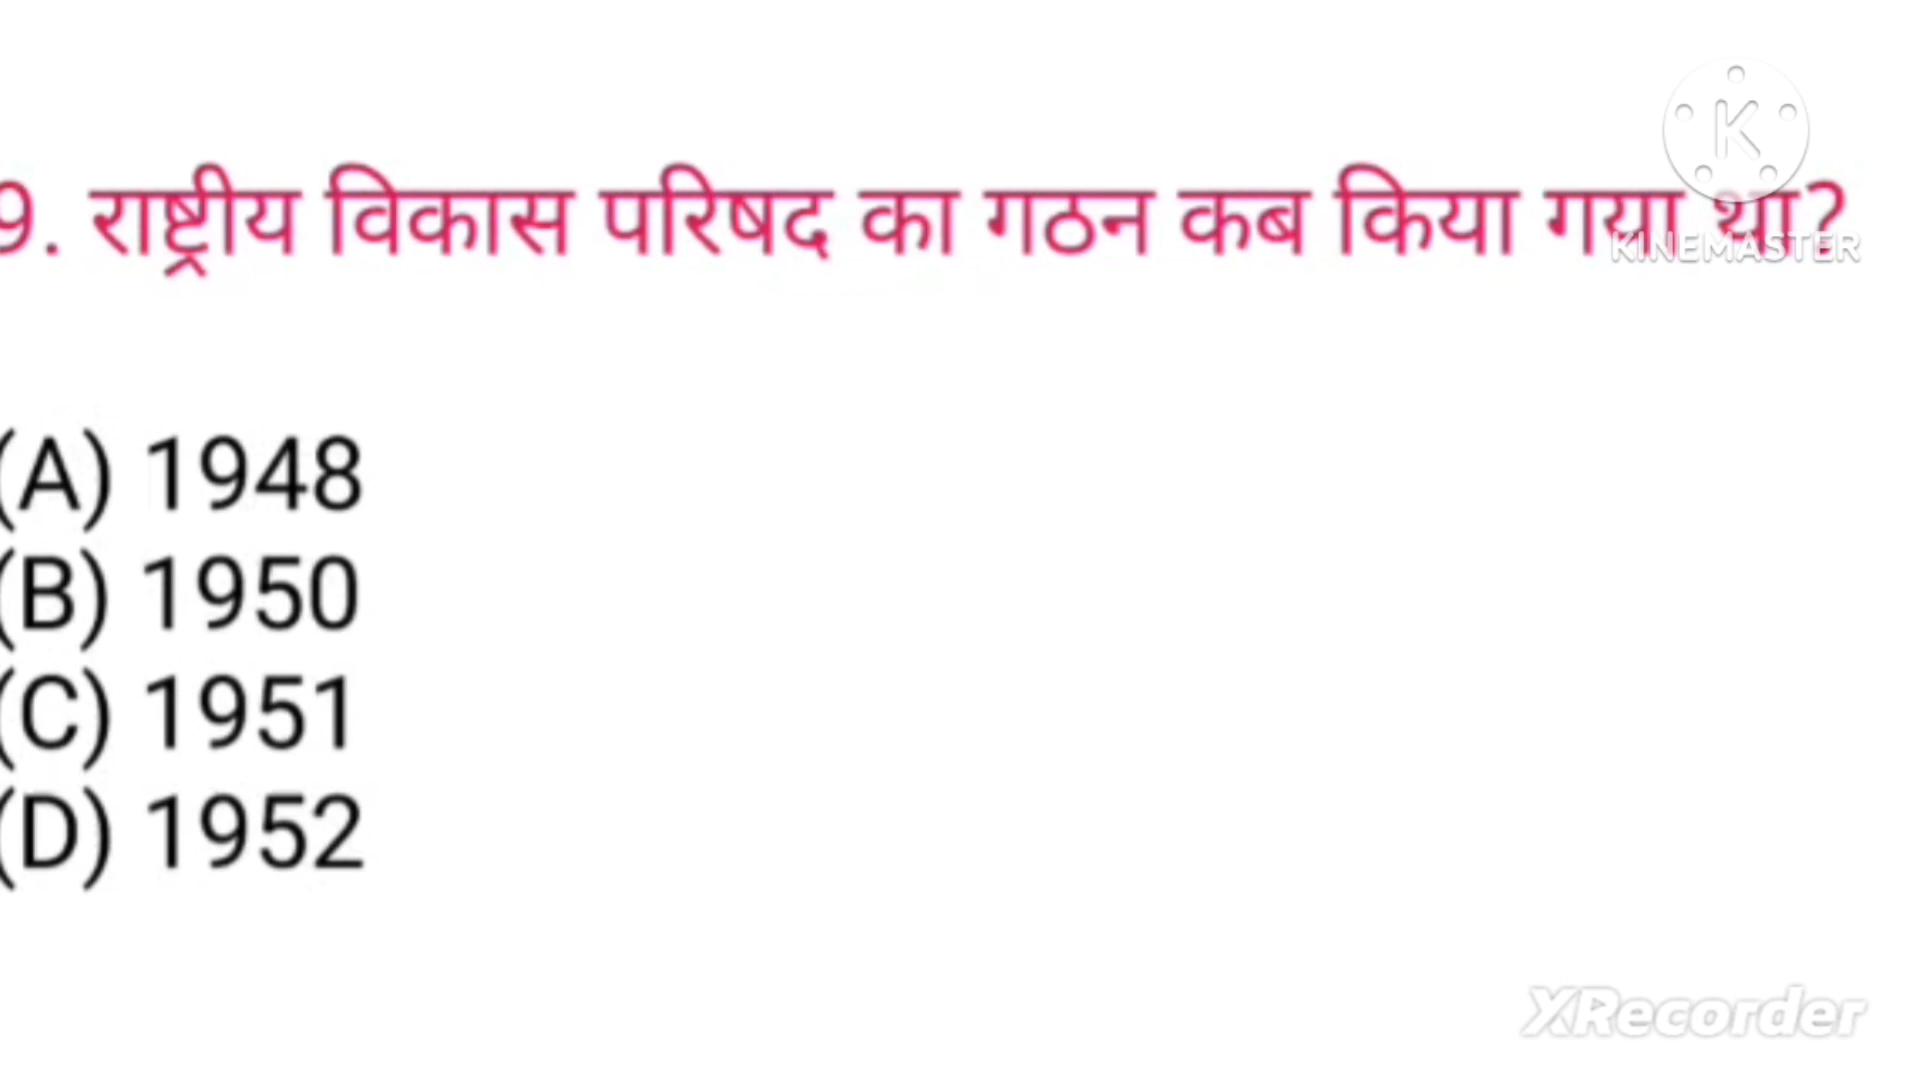 9. राष्ट्रीय विकास परिषद का गठन कब किया गया था?
K
KINEMASTER
(A) 1948
(B) 1950
(C) 1951
(D) 1952
XRecorder